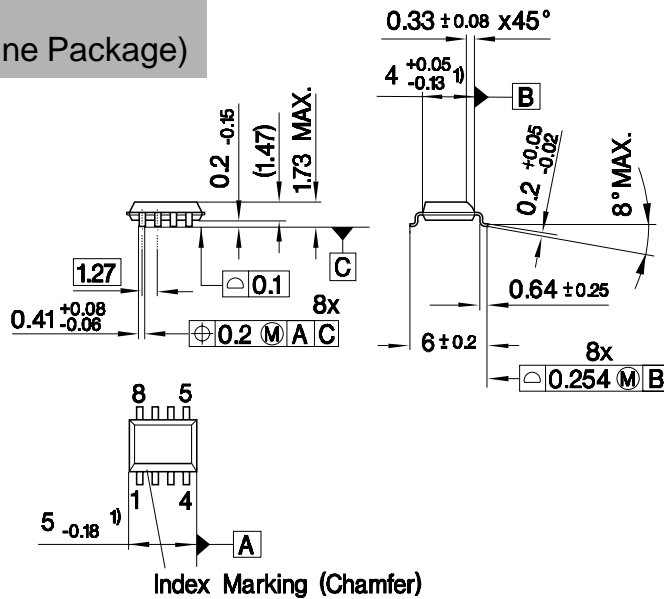 ne Package)
0.33 ±0.08 x45°
4 +0.05 -0.13 1)
B
0.2 -0.15
(1.47)
1.73 MAX.
0.2 +0.05 -0.02
8° MAX.
C
1.27
⌓ 0.1
0.64 ±0.25
0.41 +0.08 -0.06
8x
⌖ 0.2 Ⓜ A C
6 ±0.2
8x
⌓ 0.254 Ⓜ B
8 5
1 4
5 -0.18 1)
A
Index Marking (Chamfer)